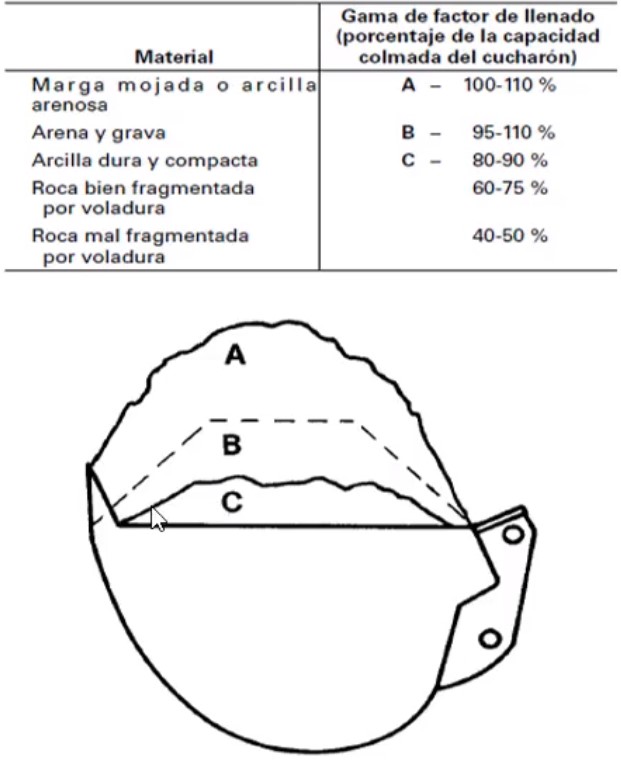 Gama de factor de llenado
(porcentaje de la capacidad
Material colmada del cucharón)
Marga mojada o arcilla A – 100-110 %
arenosa
Arena y grava B – 95-110 %
Arcilla dura y compacta C – 80-90 %
Roca bien fragmentada 60-75 %
por voladura
Roca mal fragmentada 40-50 %
por voladura
A
B
C